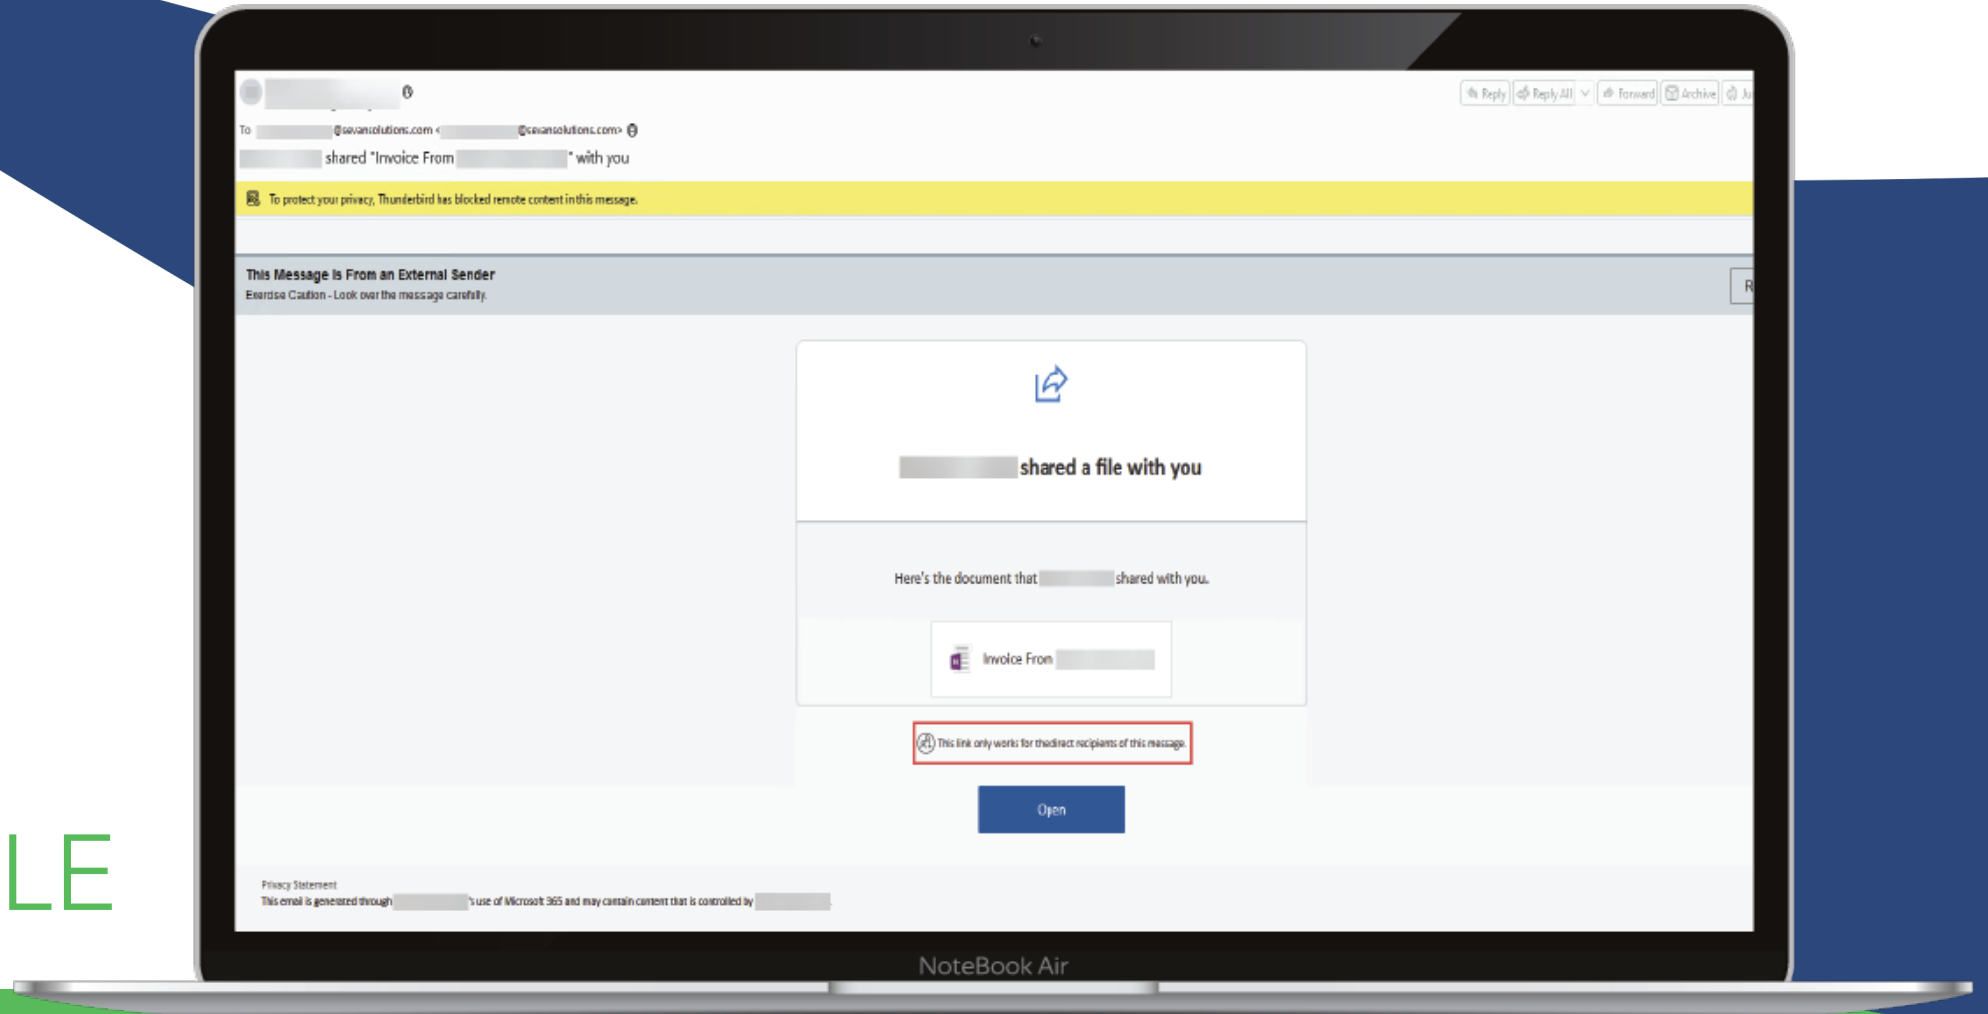 Reply
Reply All
Forward
Archive
Ju
To @sevansolutions.com < @sevansolutions.com>
shared "Invoice From " with you
To protect your privacy, Thunderbird has blocked remote content in this message.
This Message Is From an External Sender
Exercise Caution - Look over the message carefully.
R
shared a file with you
Here's the document that shared with you.
Invoice From
This link only works for thedirect recipients of this message.
Open
LE
Privacy Statement
This email is generated through 's use of Microsoft 365 and may contain content that is controlled by .
NoteBook Air